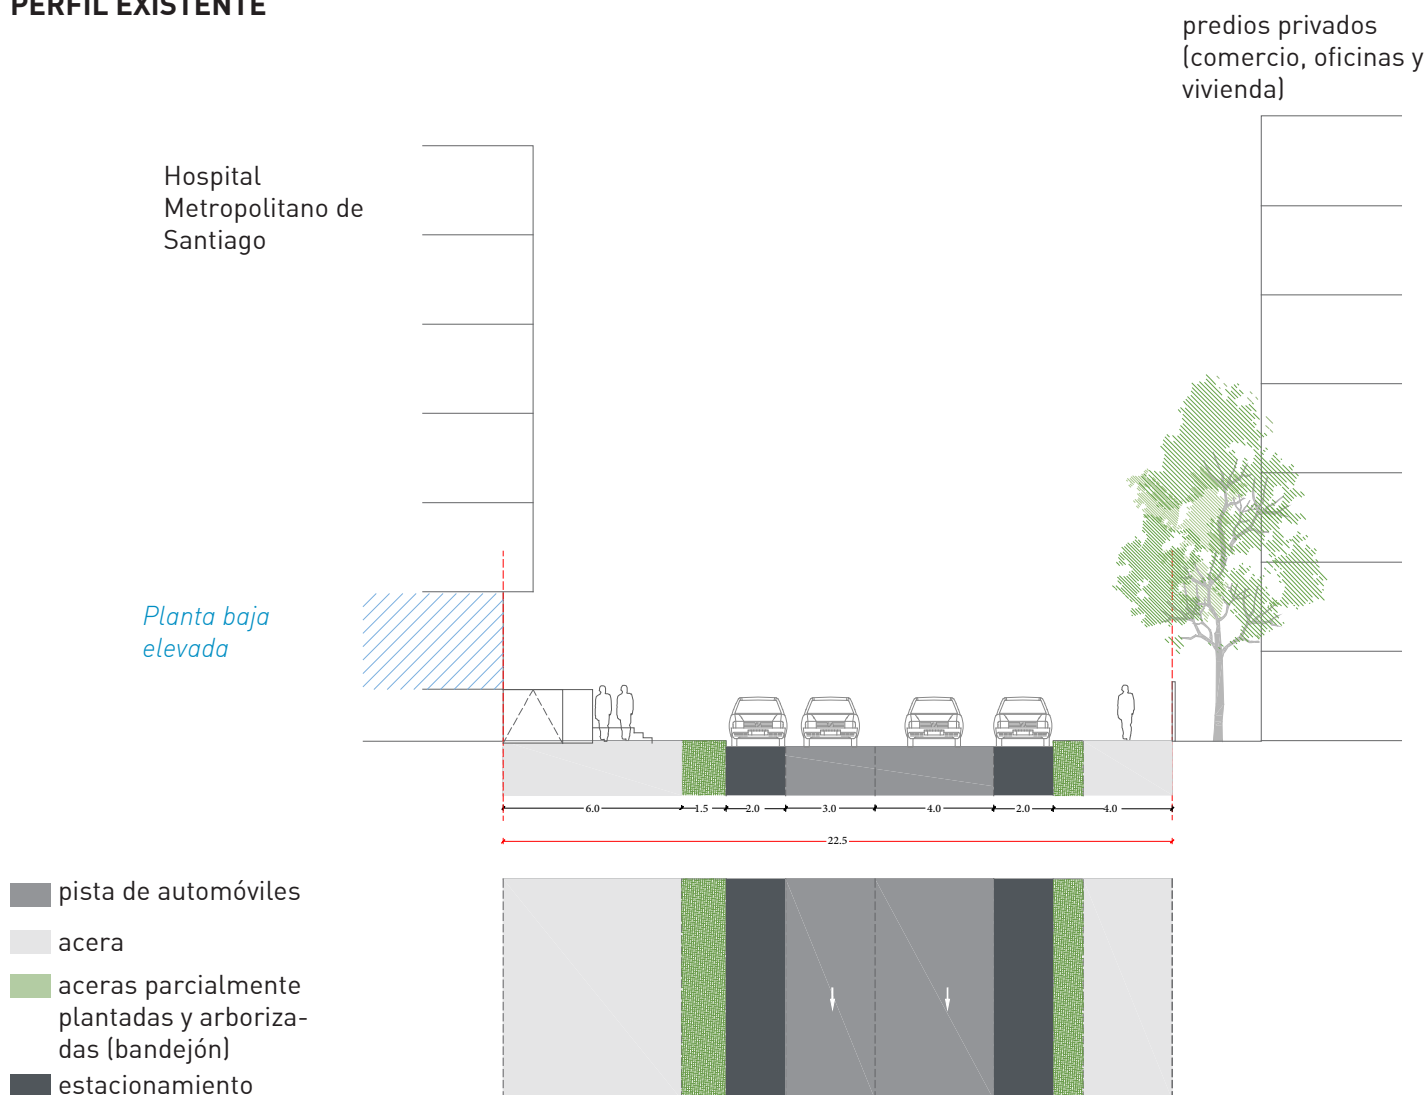 PERFIL EXISTENTE
predios privados
(comercio, oficinas y
vivienda)
Hospital
Metropolitano de
Santiago
Planta baja
elevada
6.0 1.5 2.0 3.0 4.0 2.0 4.0
22.5
pista de automóviles
acera
aceras parcialmente
plantadas y arboriza-
das (bandejón)
estacionamiento